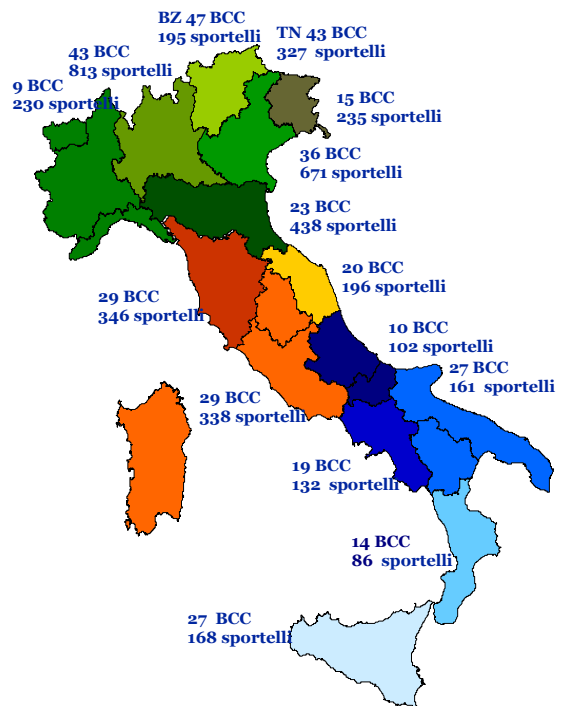 BZ 47 BCC
195 sportelli
TN 43 BCC
327 sportelli
43 BCC
813 sportelli
9 BCC
230 sportelli
15 BCC
235 sportelli
36 BCC
671 sportelli
23 BCC
438 sportelli
20 BCC
196 sportelli
29 BCC
346 sportelli
10 BCC
102 sportelli
27 BCC
161 sportelli
29 BCC
338 sportelli
19 BCC
132 sportelli
14 BCC
86 sportelli
27 BCC
168 sportelli